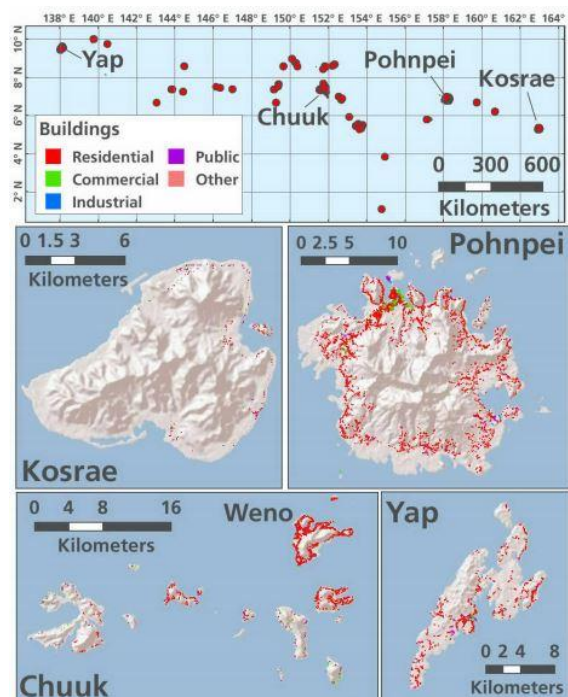 138° E 140° E 142° E 144° E 146° E 148° E 150° E 152° E 154° E 156° E 158° E 160° E 162° E 164° E
10° N
8° N
6° N
4° N
2° N
Yap
Pohnpei
Kosrae
Chuuk
Buildings
Residential
Public
Commercial
Other
Industrial
0 300 600
Kilometers
0 1.5 3 6
Kilometers
Kosrae
0 2.5 5 10
Kilometers
Pohnpei
0 4 8 16
Kilometers
Weno
Chuuk
Yap
0 2 4 8
Kilometers